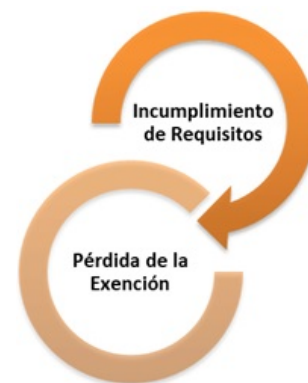 Incumplimiento
de Requisitos
Pérdida de la
Exención